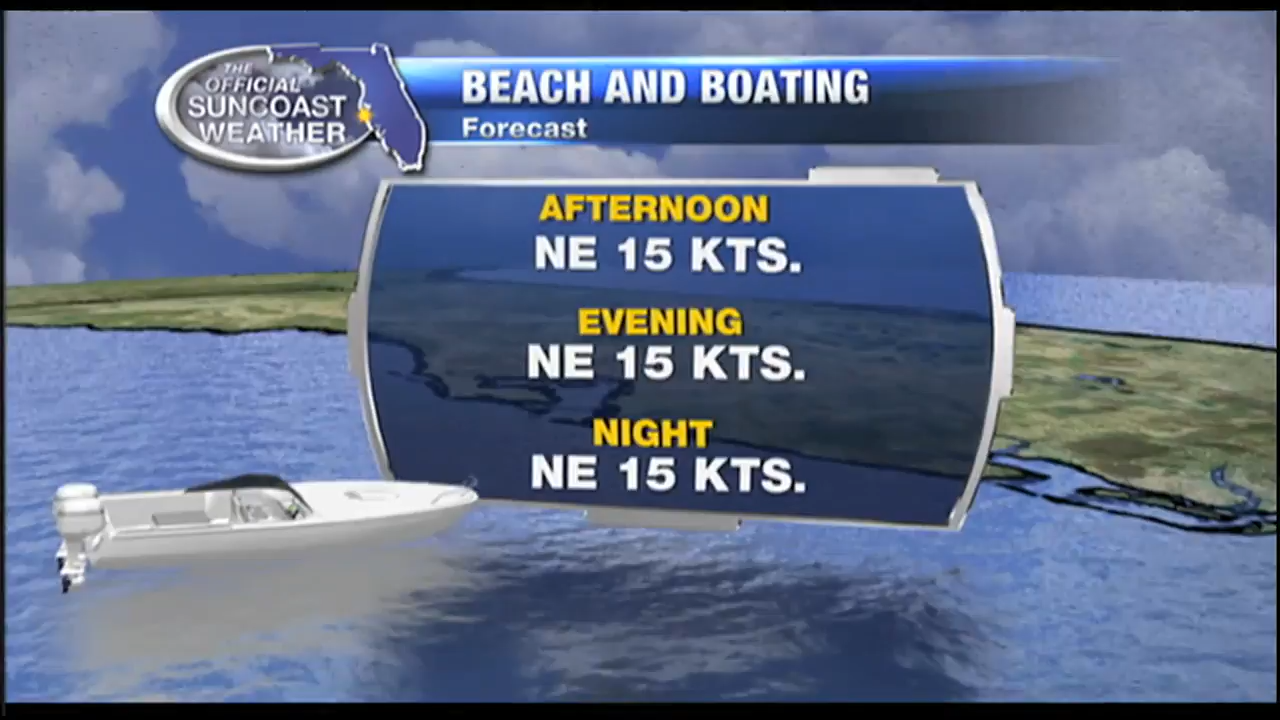 THE
OFFICIAL
SUNCOAST
WEATHER
BEACH AND BOATING
Forecast
AFTERNOON
NE 15 KTS.
EVENING
NE 15 KTS.
NIGHT
NE 15 KTS.